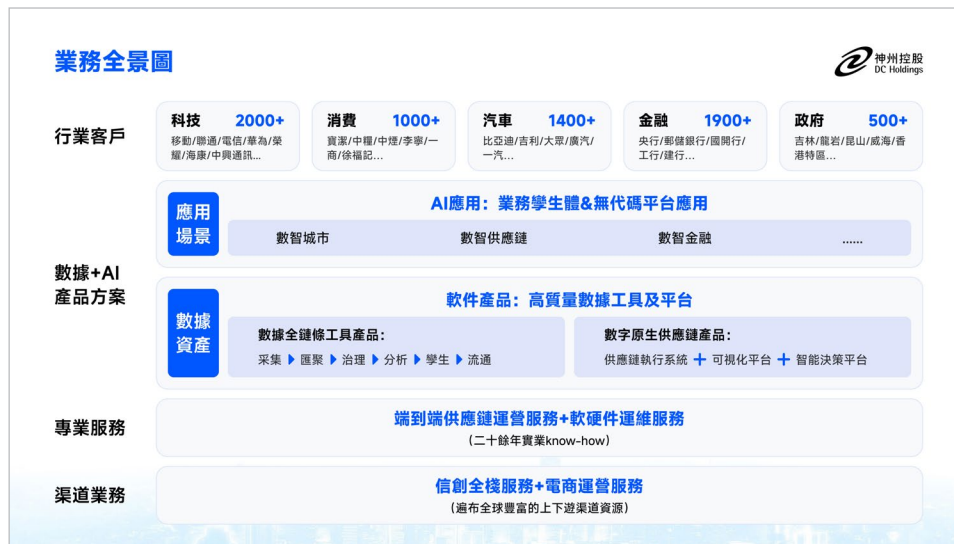 業務全景圖
神州控股
DC Holdings
行業客戶
科技 2000+
移動/聯通/電信/華為/榮
耀/海康/中興通訊...
消費 1000+
寶潔/中糧/中煙/李寧/一
商/徐福記...
汽車 1400+
比亞迪/吉利/大眾/廣汽/
一汽...
金融 1900+
央行/郵儲銀行/國開行/
工行/建行...
政府 500+
吉林/龍岩/昆山/威海/香
港特區...
數據+AI
產品方案
應用
場景
AI應用：業務孿生體&無代碼平台應用
數智城市 數智供應鏈 數智金融 ......
數據
資產
軟件產品：高質量數據工具及平台
數據全鏈條工具產品：
采集 ▶ 匯聚 ▶ 治理 ▶ 分析 ▶ 孿生 ▶ 流通
數字原生供應鏈產品：
供應鏈執行系統 + 可視化平台 + 智能決策平台
專業服務
端到端供應鏈運營服務+軟硬件運維服務
（二十餘年實業know-how）
渠道業務
信創全棧服務+電商運營服務
（遍布全球豐富的上下遊渠道資源）